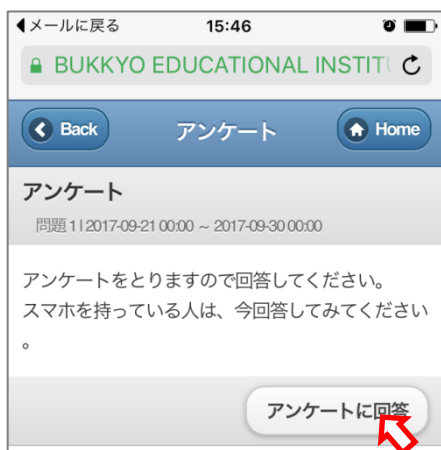 メールに戻る 15:46
BUKKYO EDUCATIONAL INSTIT
Back アンケート Home
アンケート
問題 1 | 2017-09-21 00:00 ~ 2017-09-30 00:00
アンケートをとりますので回答してください。
スマホを持っている人は、今回答してみてください
。
アンケートに回答